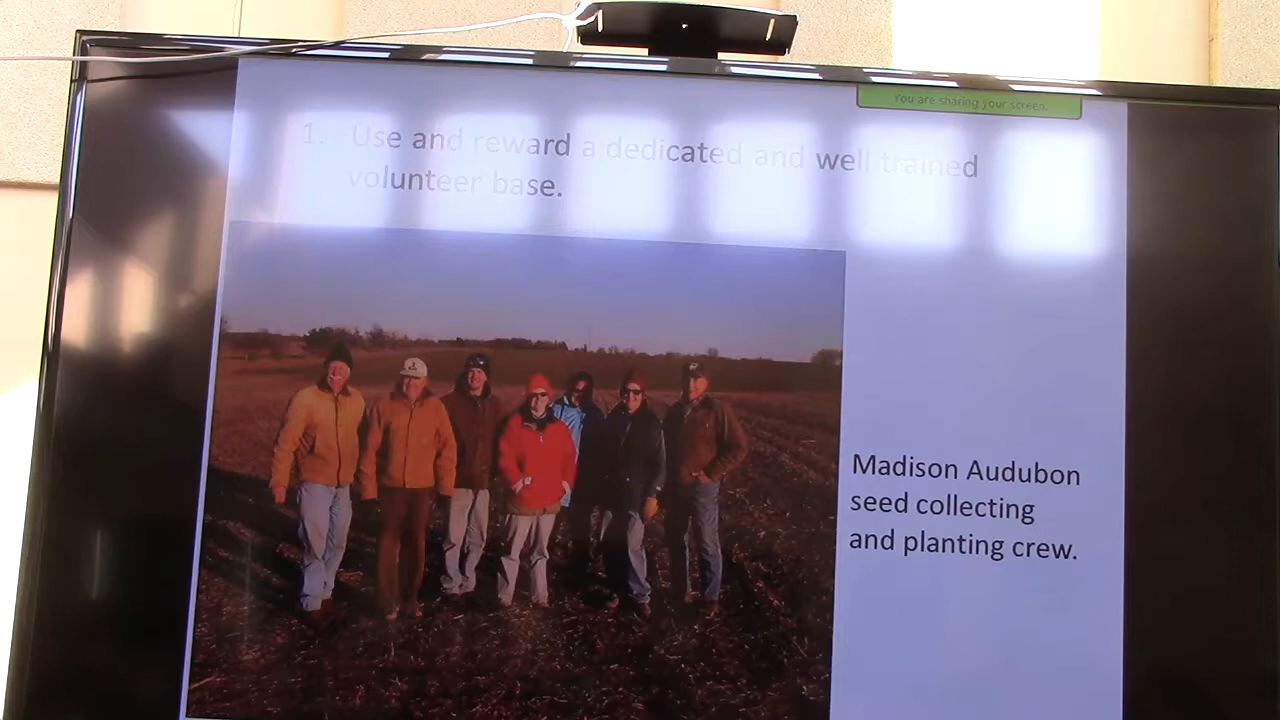 You are sharing your screen.
1. Use and reward a dedicated and well trained
volunteer base.
Madison Audubon
seed collecting
and planting crew.